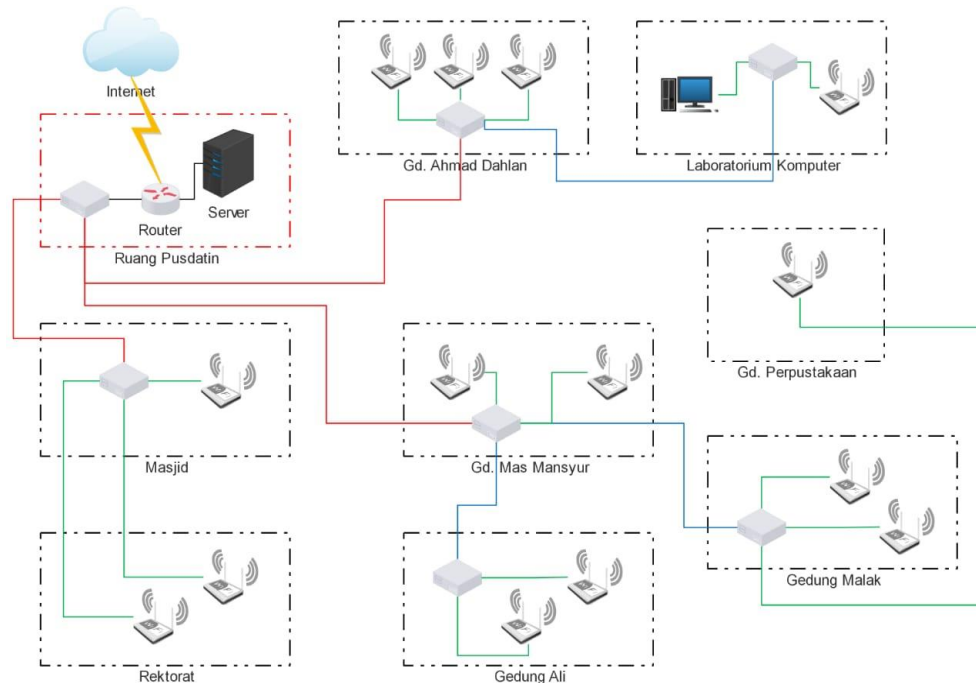 Internet
Server
Router
Ruang Pusdatin
Gd. Ahmad Dahlan
Laboratorium Komputer
Gd. Perpustakaan
Masjid
Gd. Mas Mansyur
Gedung Malak
Rektorat
Gedung Ali